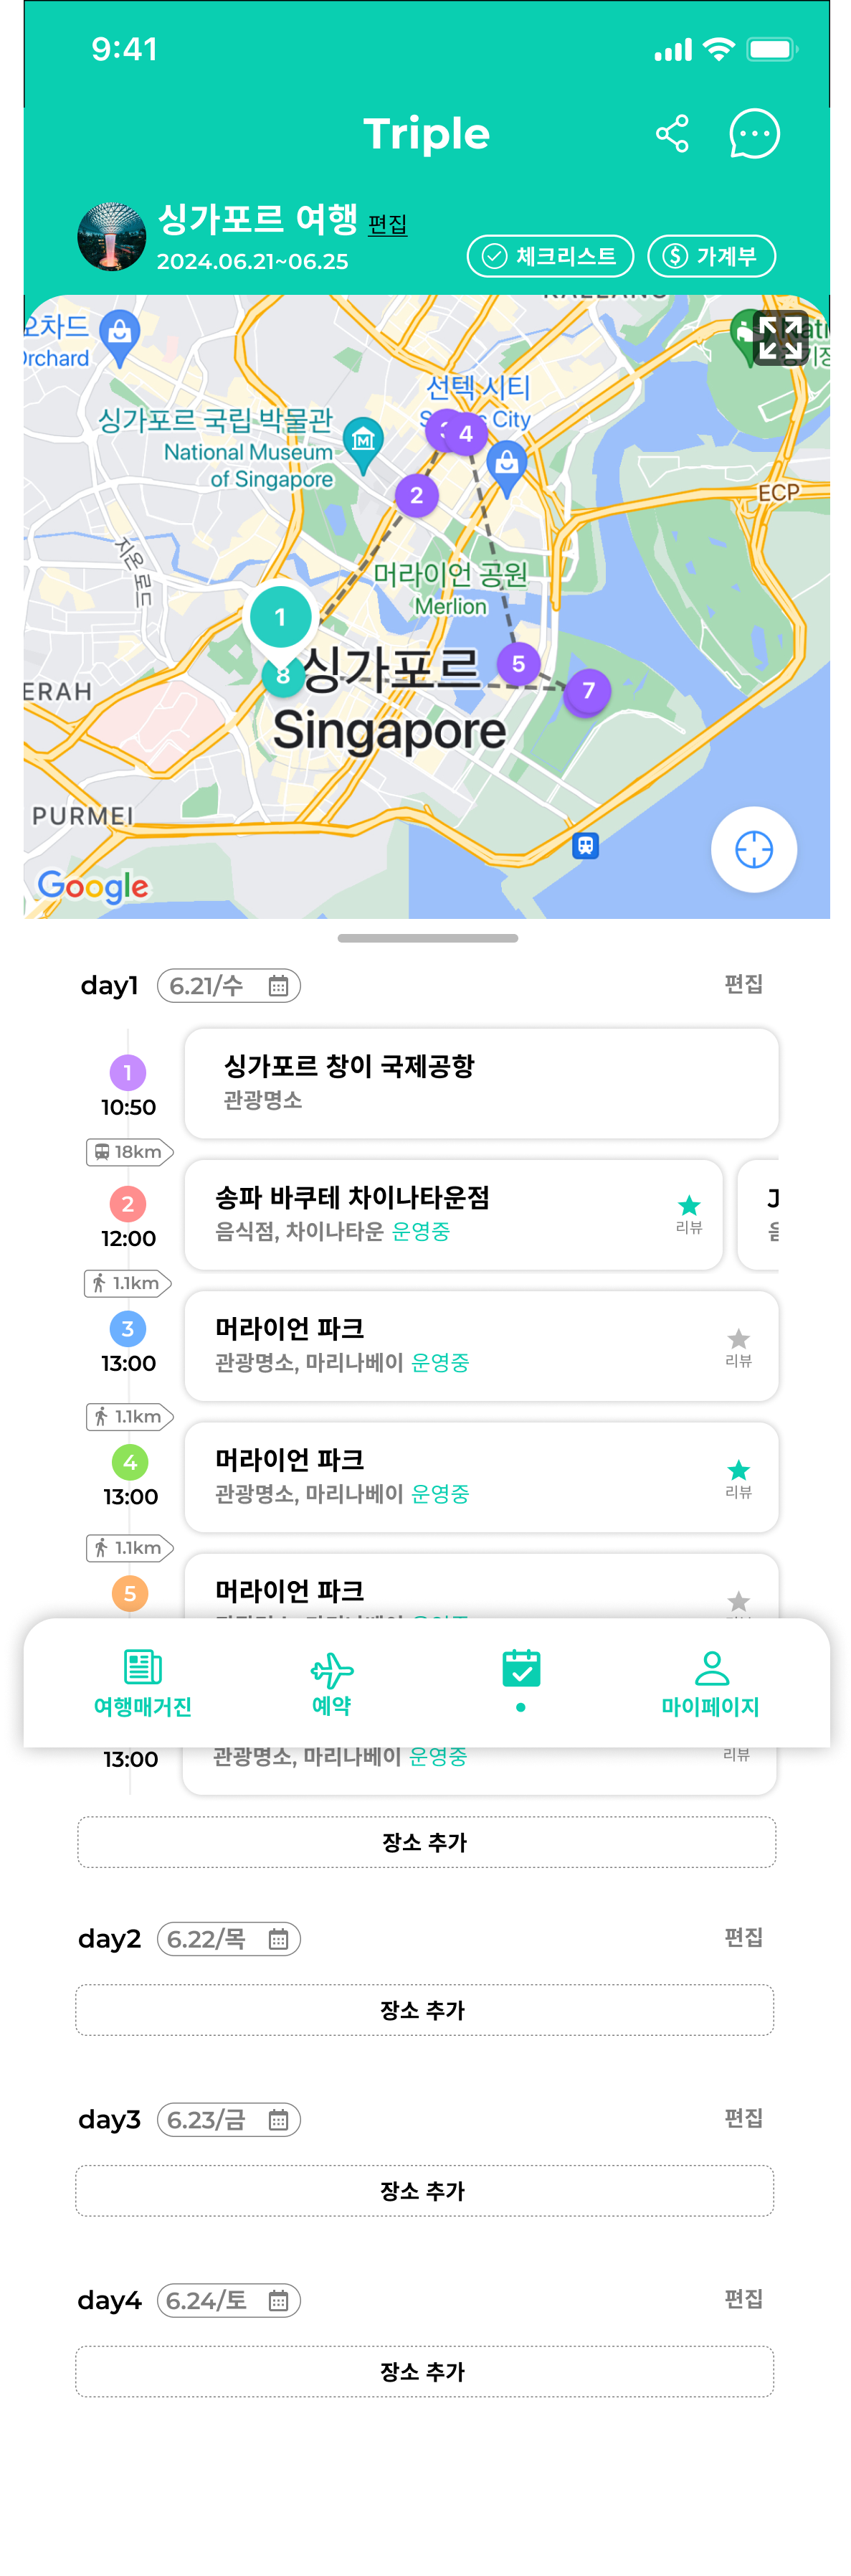 9:41
Triple
싱가포르 여행 편집
2024.06.21~06.25
체크리스트
가계부
오차드
Orchard
선텍 시티
City
싱가포르 국립 박물관
National Museum
of Singapore
4
2
ECP
지온 로드
머라이언 공원
Merlion
1
8
싱가포르
Singapore
5
7
PURMEI
Google
day1 6.21/수 편집
1
10:50
싱가포르 창이 국제공항
관광명소
18km
2
12:00
송파 바쿠테 차이나타운점
음식점, 차이나타운 운영중
리뷰
1.1km
3
13:00
머라이언 파크
관광명소, 마리나베이 운영중
리뷰
1.1km
4
13:00
머라이언 파크
관광명소, 마리나베이 운영중
리뷰
1.1km
5
머라이언 파크
여행매거진
예약
마이페이지
13:00
관광명소, 마리나베이 운영중
리뷰
장소 추가
day2 6.22/목 편집
장소 추가
day3 6.23/금 편집
장소 추가
day4 6.24/토 편집
장소 추가